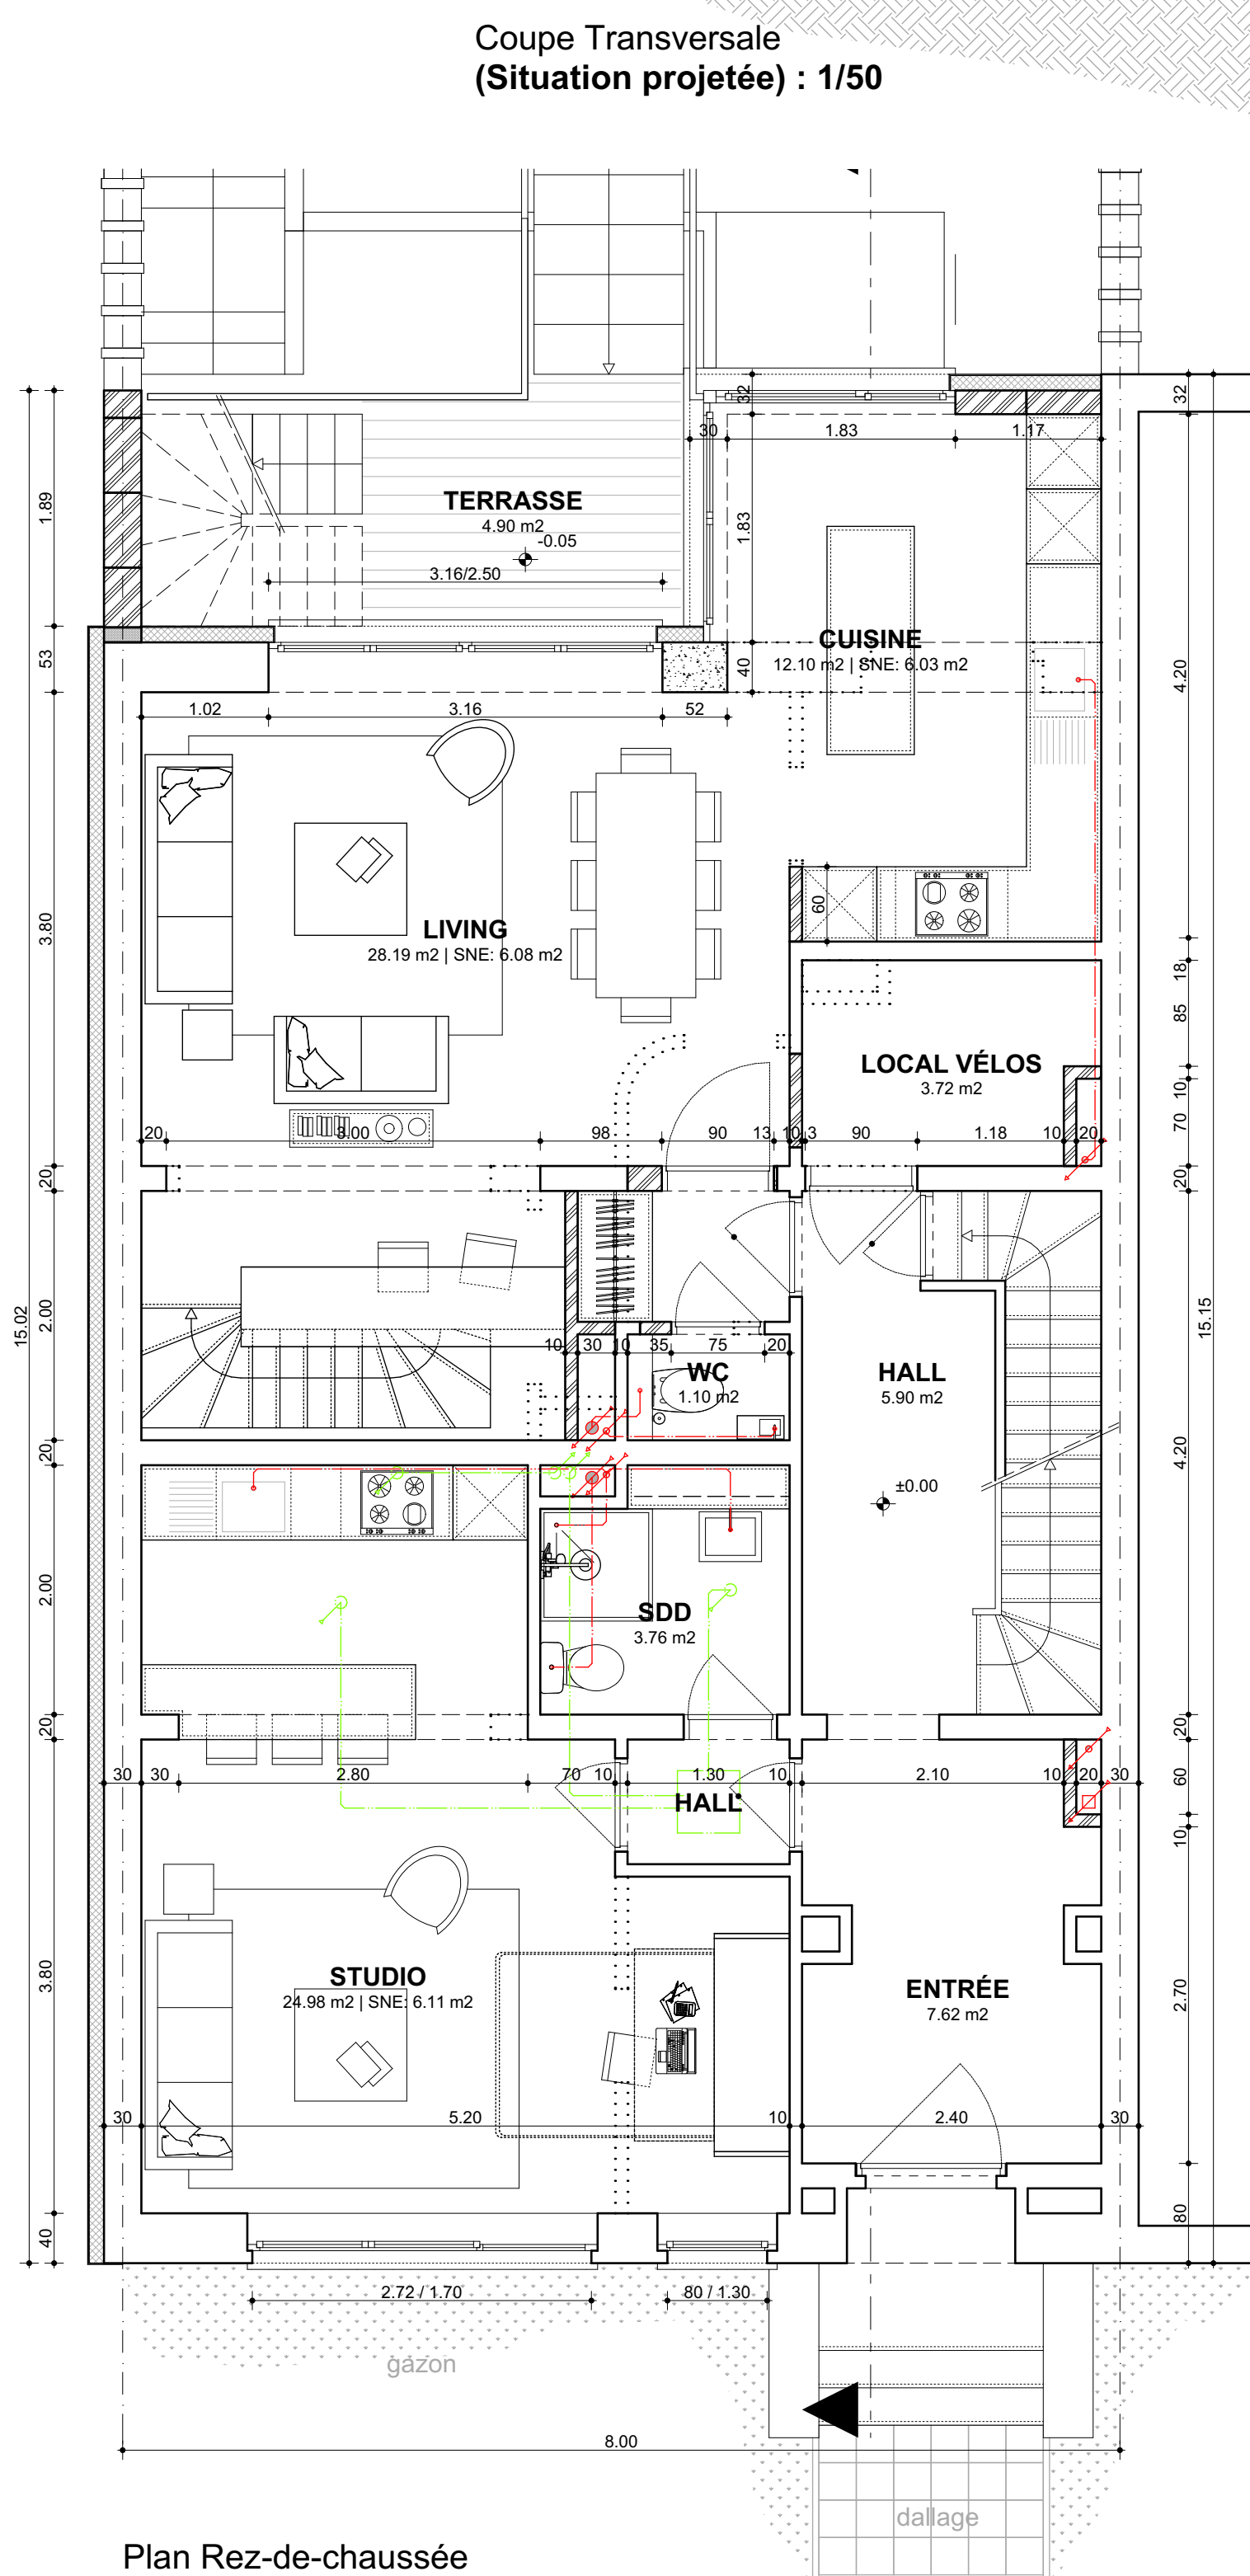 Coupe Transversale
(Situation projetée) : 1/50
32
30
1.83
1.17
32
1.89
TERRASSE
4.90 m2
-0.05
1.83
3.16/2.50
CUISINE
12.10 m2 | SNE: 6.03 m2
53
40
4.20
1.02
3.16
52
60
LIVING
28.19 m2 | SNE: 6.08 m2
3.80
18
85
LOCAL VÉLOS
3.72 m2
10
70
20
3.00
98
90
13
10
3
90
1.18
10
20
20
20
15.02
2.00
15.15
10
30
10
35
75
20
WC
1.10 m2
HALL
5.90 m2
20
4.20
±0.00
2.00
SDD
3.76 m2
20
20
30
30
2.80
70
10
1.30
10
2.10
10
20
30
60
HALL
10
3.80
STUDIO
24.98 m2 | SNE: 6.11 m2
ENTRÉE
7.62 m2
2.70
30
5.20
10
2.40
30
40
80
2.72 / 1.70
80 / 1.30
gazon
8.00
dallage
Plan Rez-de-chaussée